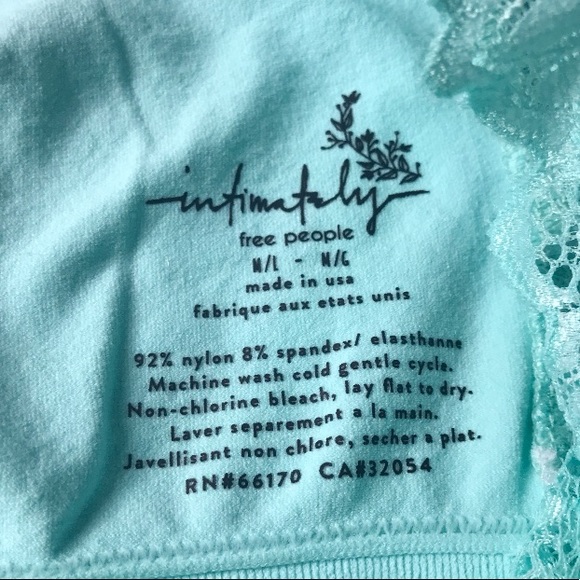 intimately
free people
M/L - M/G
made in usa
fabrique aux etats unis
92% nylon 8% spandex/ elasthanne
Machine wash cold gentle cycle.
Non-chlorine bleach, lay flat to dry.
Laver separement a la main.
Javellisant non chlore, secher a plat.
RN#66170 CA#32054